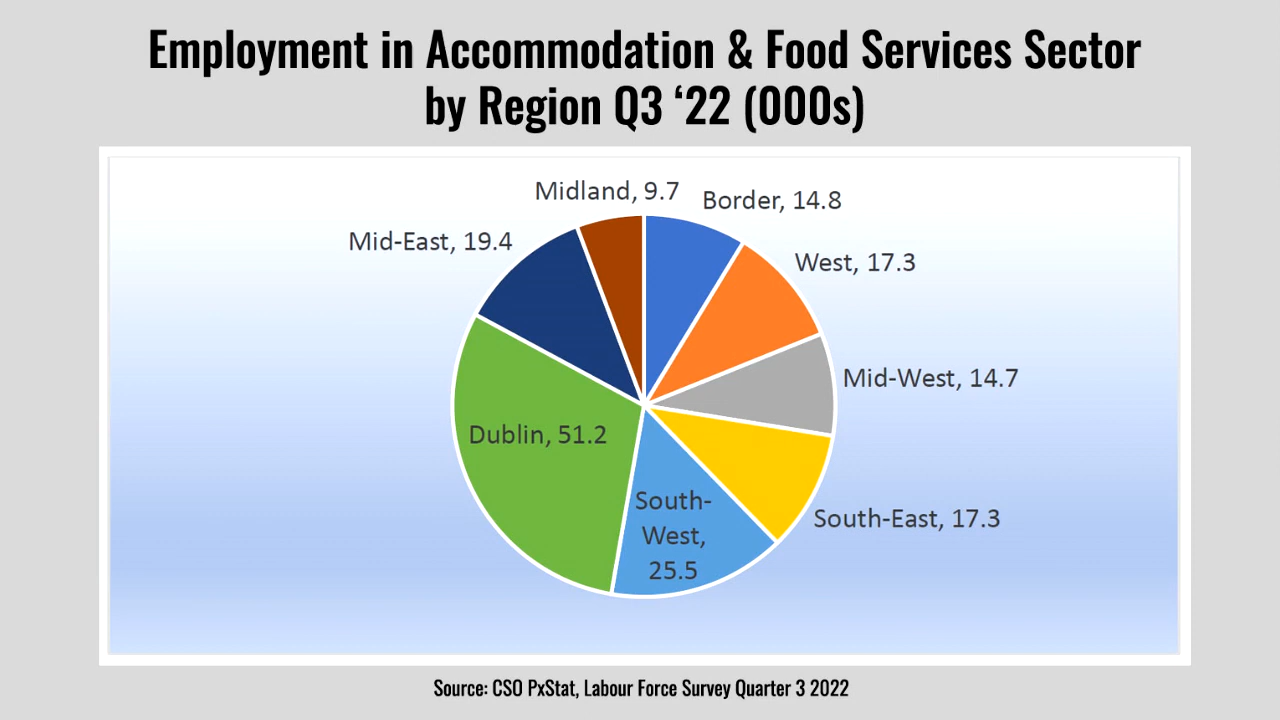 Employment in Accommodation & Food Services Sector
by Region Q3 ‘22 (000s)
Midland, 9.7
Border, 14.8
Mid-East, 19.4
West, 17.3
Mid-West, 14.7
Dublin, 51.2
South-
West,
25.5
South-East, 17.3
Source: CSO PxStat, Labour Force Survey Quarter 3 2022